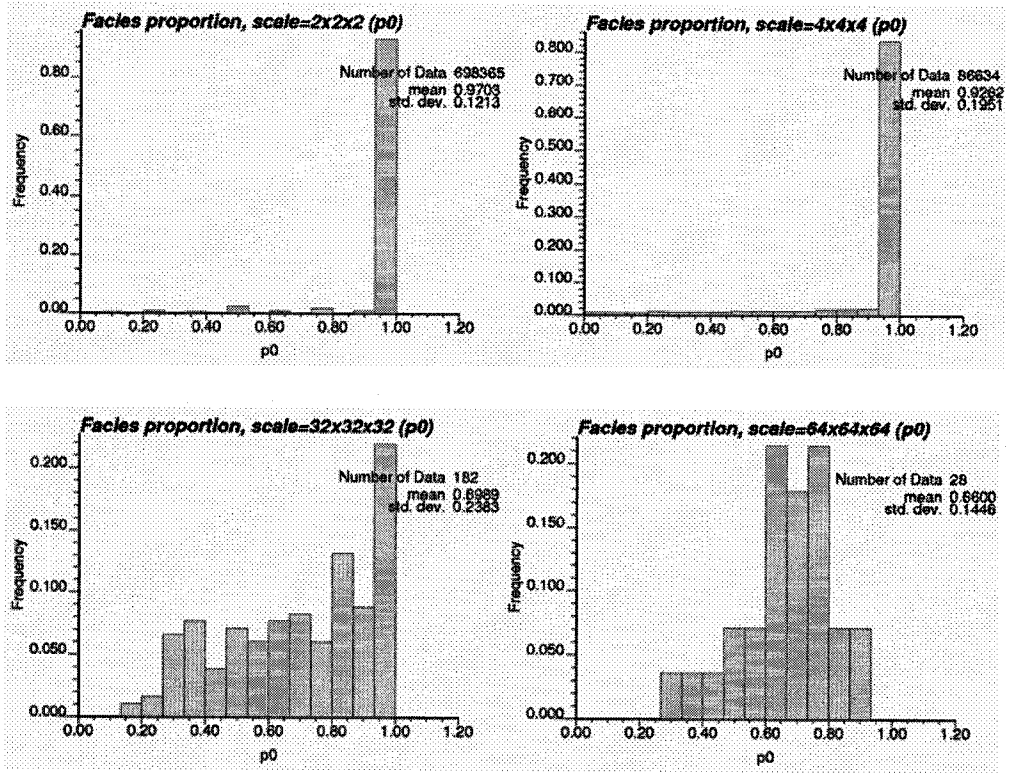 Facies proportion, scale=2x2x2 (p0)
Number of Data 698365
mean 0.9703
std. dev. 0.1213
Frequency
0.80
0.60
0.40
0.20
0.00
0.00 0.20 0.40 0.60 0.80 1.00 1.20
p0
Facies proportion, scale=4x4x4 (p0)
Number of Data 86634
mean 0.9262
std. dev. 0.1951
Frequency
0.800
0.700
0.600
0.500
0.400
0.300
0.200
0.100
0.000
0.00 0.20 0.40 0.60 0.80 1.00 1.20
p0
Facies proportion, scale=32x32x32 (p0)
Number of Data 182
mean 0.6989
std. dev. 0.2383
Frequency
0.200
0.150
0.100
0.050
0.000
0.00 0.20 0.40 0.60 0.80 1.00 1.20
p0
Facies proportion, scale=64x64x64 (p0)
Number of Data 28
mean 0.6600
std. dev. 0.1446
Frequency
0.200
0.150
0.100
0.050
0.000
0.00 0.20 0.40 0.60 0.80 1.00 1.20
p0